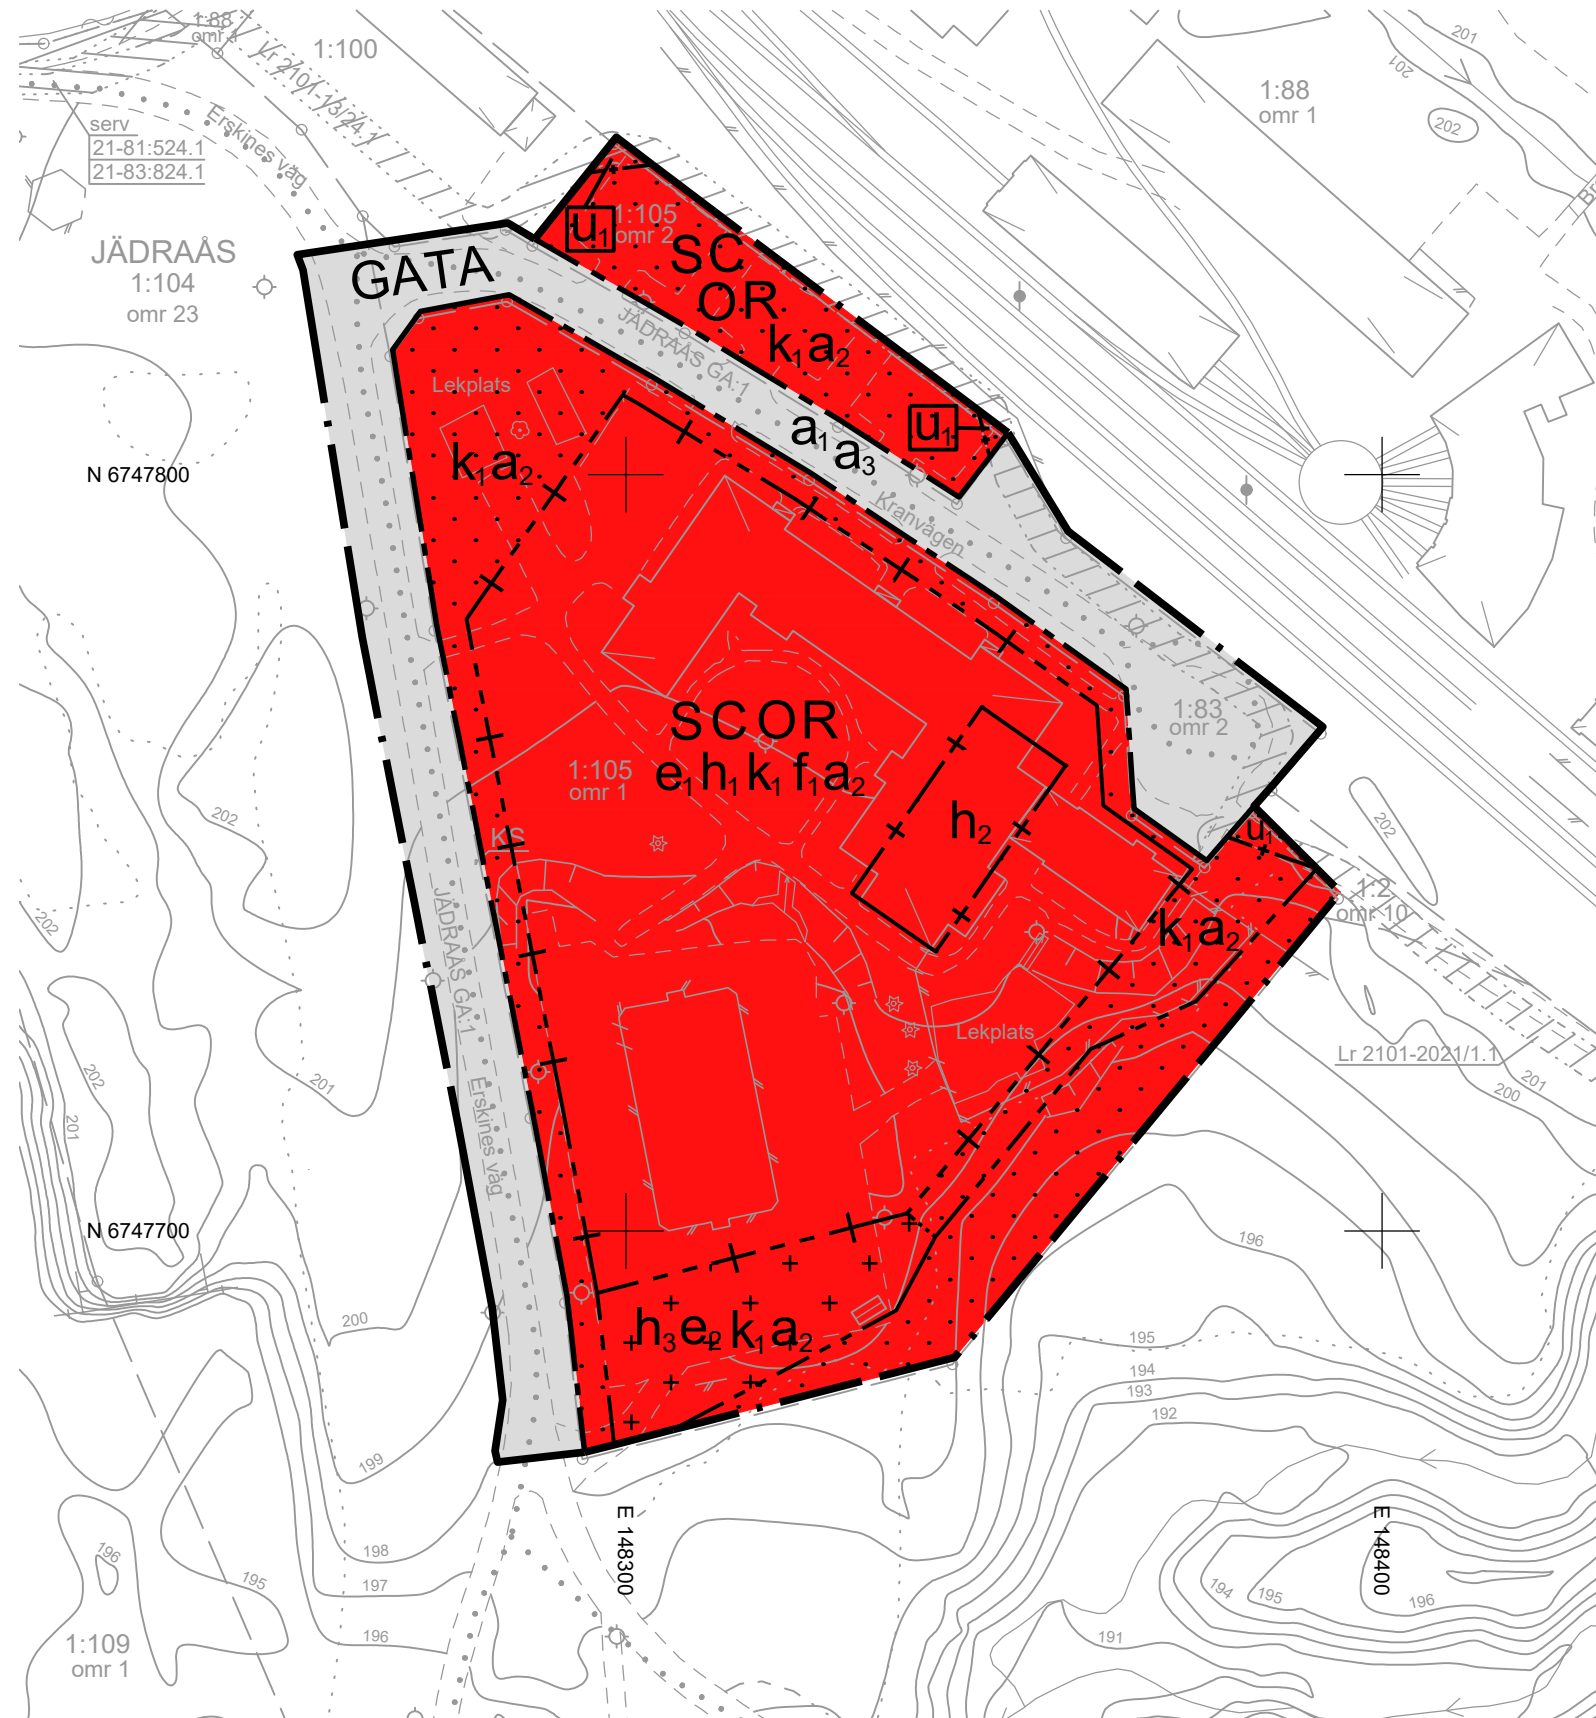 1:88
omr 1
1:100
Lr 2101-13/24.1
Erskines väg
serv
21-81:524.1
21-83:824.1
JÄDRAÅS
1:104
omr 23
GATA
u1
1:105
omr 2
SC
OR
k1a2
1:88
omr 1
201
201
202
JÄDRAÅS GA:1
Lekplats
k1a2
a1
a3
u1
Kranvägen
N 6747800
SCOR
e1h1k1f1a2
1:105
omr 1
h2
1:83
omr 2
u1
202
1:2
omr 10
k1a2
KS
202
202
JÄDRAÅS GA:1
Lekplats
Lr 2101-2021/1.1
201
200
202
201
201
Erskines väg
N 6747700
196
200
h3e2k1a2
195
194
193
192
199
E 148300
E 148400
198
197
196
196
195
194
195
196
191
1:109
omr 1